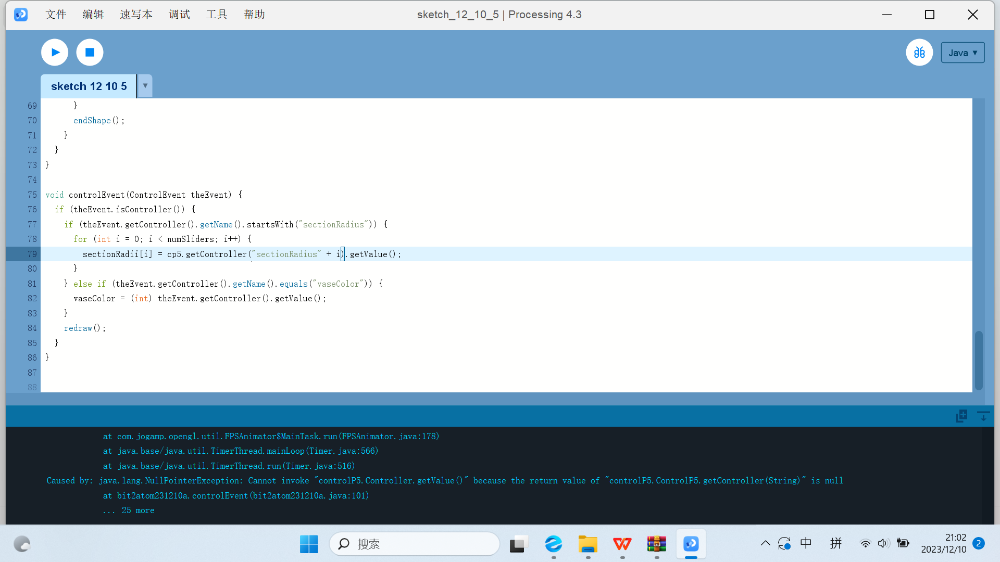 文件 编辑 速写本 调试 工具 帮助
sketch_12_10_5 | Processing 4.3
Java ▾
sketch 12 10 5
69 }
70 endShape();
71 }
72 }
73 }
74
75 void controlEvent(ControlEvent theEvent) {
76 if (theEvent.isController()) {
77 if (theEvent.getController().getName().startsWith("sectionRadius")) {
78 for (int i = 0; i < numSliders; i++) {
79 sectionRadii[i] = cp5.getController("sectionRadius" + i).getValue();
80 }
81 } else if (theEvent.getController().getName().equals("vaseColor")) {
82 vaseColor = (int) theEvent.getController().getValue();
83 }
84 redraw();
85 }
86 }
87
88
at com.jogamp.opengl.util.FPSAnimator$MainTask.run(FPSAnimator.java:178)
at java.base/java.util.TimerThread.mainLoop(Timer.java:566)
at java.base/java.util.TimerThread.run(Timer.java:516)
Caused by: java.lang.NullPointerException: Cannot invoke "controlP5.Controller.getValue()" because the return value of "controlP5.ControlP5.getController(String)" is null
at bit2atom231210a.controlEvent(bit2atom231210a.java:101)
... 25 more
搜索
中 拼
21:02
2023/12/10
2